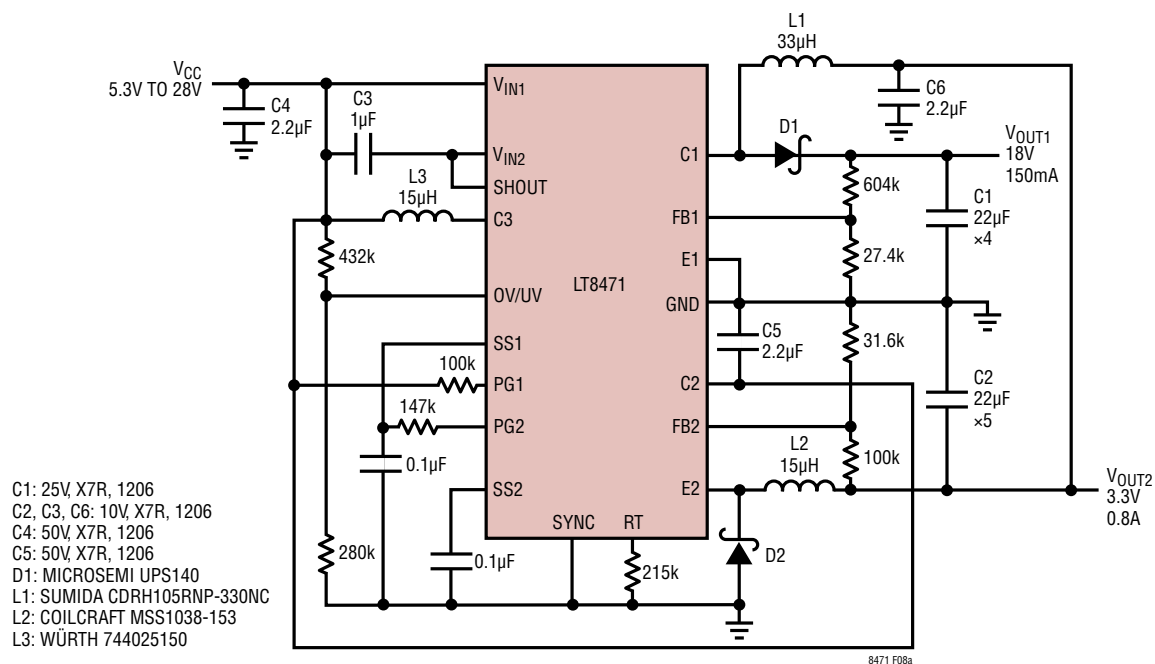 L1
33µH
VCC
5.3V TO 28V
C4
2.2µF
C3
1µF
L3
15µH
432k
100k
147k
0.1µF
0.1µF
280k
215k
VIN1
VIN2
SHOUT
C3
OV/UV
SS1
PG1
PG2
SS2
SYNC
RT
LT8471
C1
FB1
E1
GND
C2
FB2
E2
C6
2.2µF
D1
VOUT1
18V
150mA
604k
C1
22µF
×4
27.4k
31.6k
C5
2.2µF
C2
22µF
×5
L2
15µH
100k
VOUT2
3.3V
0.8A
D2
C1: 25V, X7R, 1206
C2, C3, C6: 10V, X7R, 1206
C4: 50V, X7R, 1206
C5: 50V, X7R, 1206
D1: MICROSEMI UPS140
L1: SUMIDA CDRH105RNP-330NC
L2: COILCRAFT MSS1038-153
L3: WÜRTH 744025150
8471 F08a